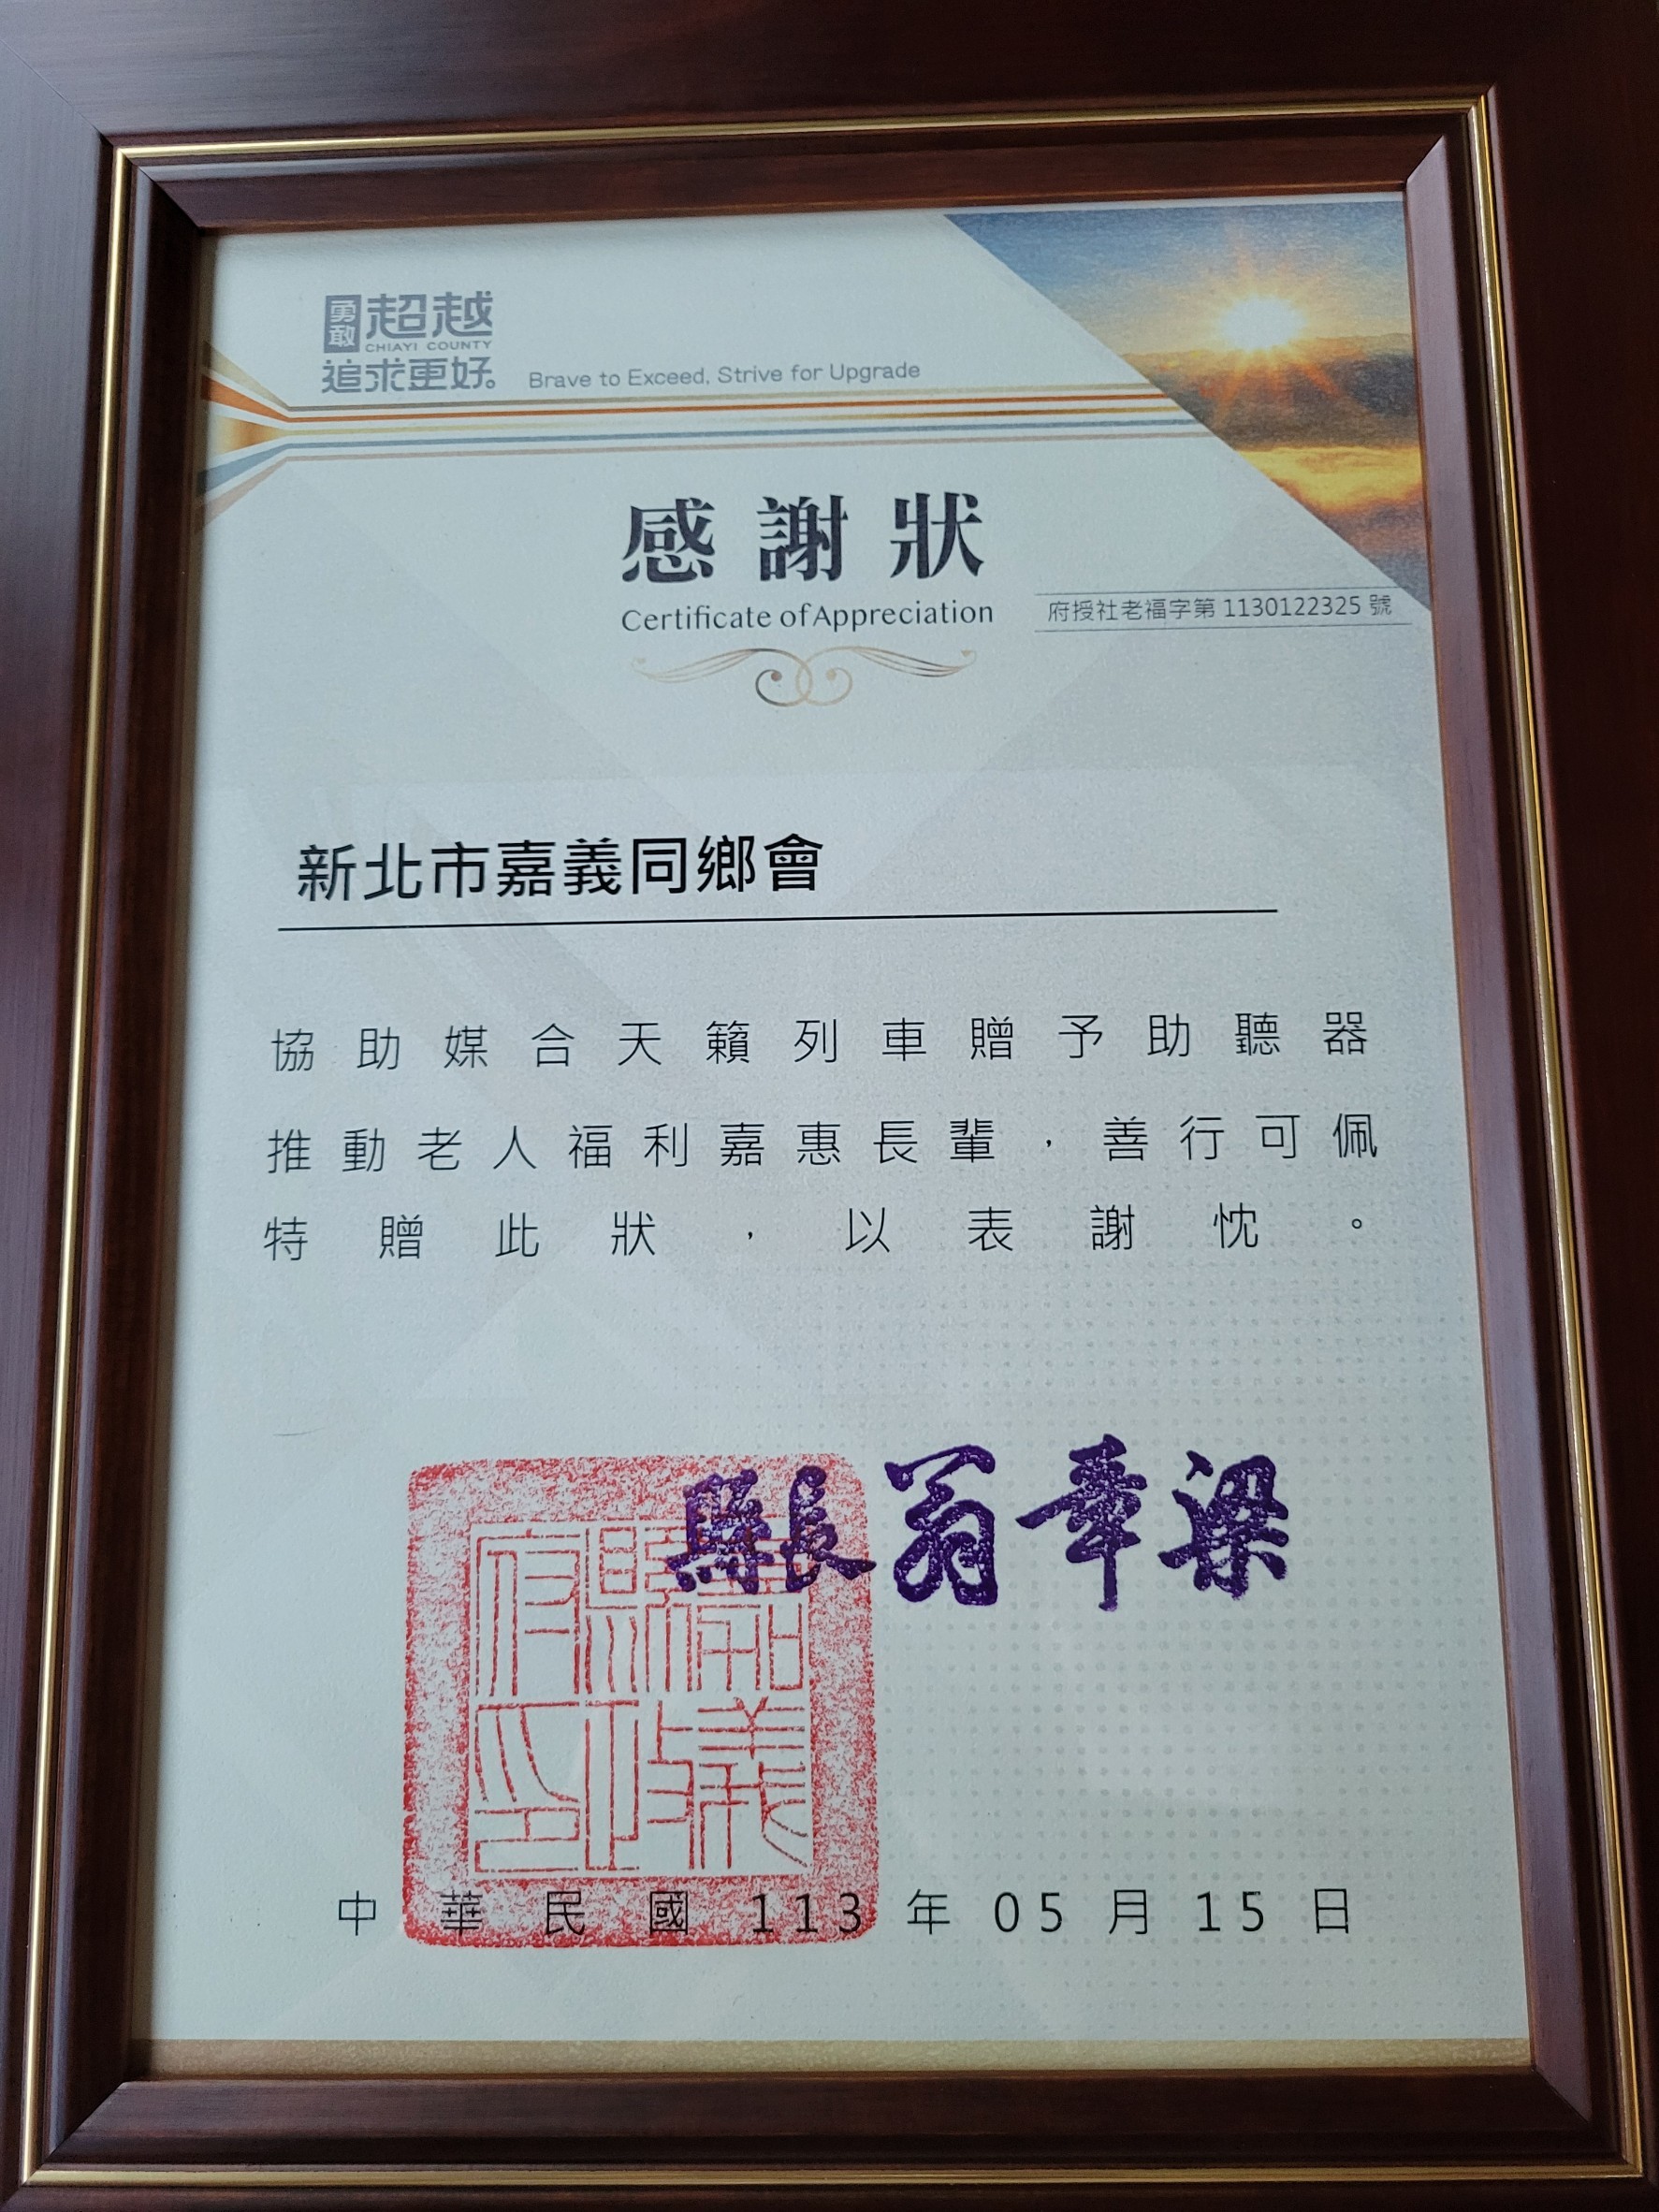 勇敢 超越
CHIAYI COUNTY
追求更好。 Brave to Exceed, Strive for Upgrade
感謝狀
Certificate of Appreciation
府授社老福字第 1130122325 號
新北市嘉義同鄉會
協助媒合天籟列車贈予助聽器
推動老人福利嘉惠長輩，善行可佩
特贈此狀，以表謝忱。
縣長 翁章梁
嘉義縣政府印
中華民國 113 年 05 月 15 日